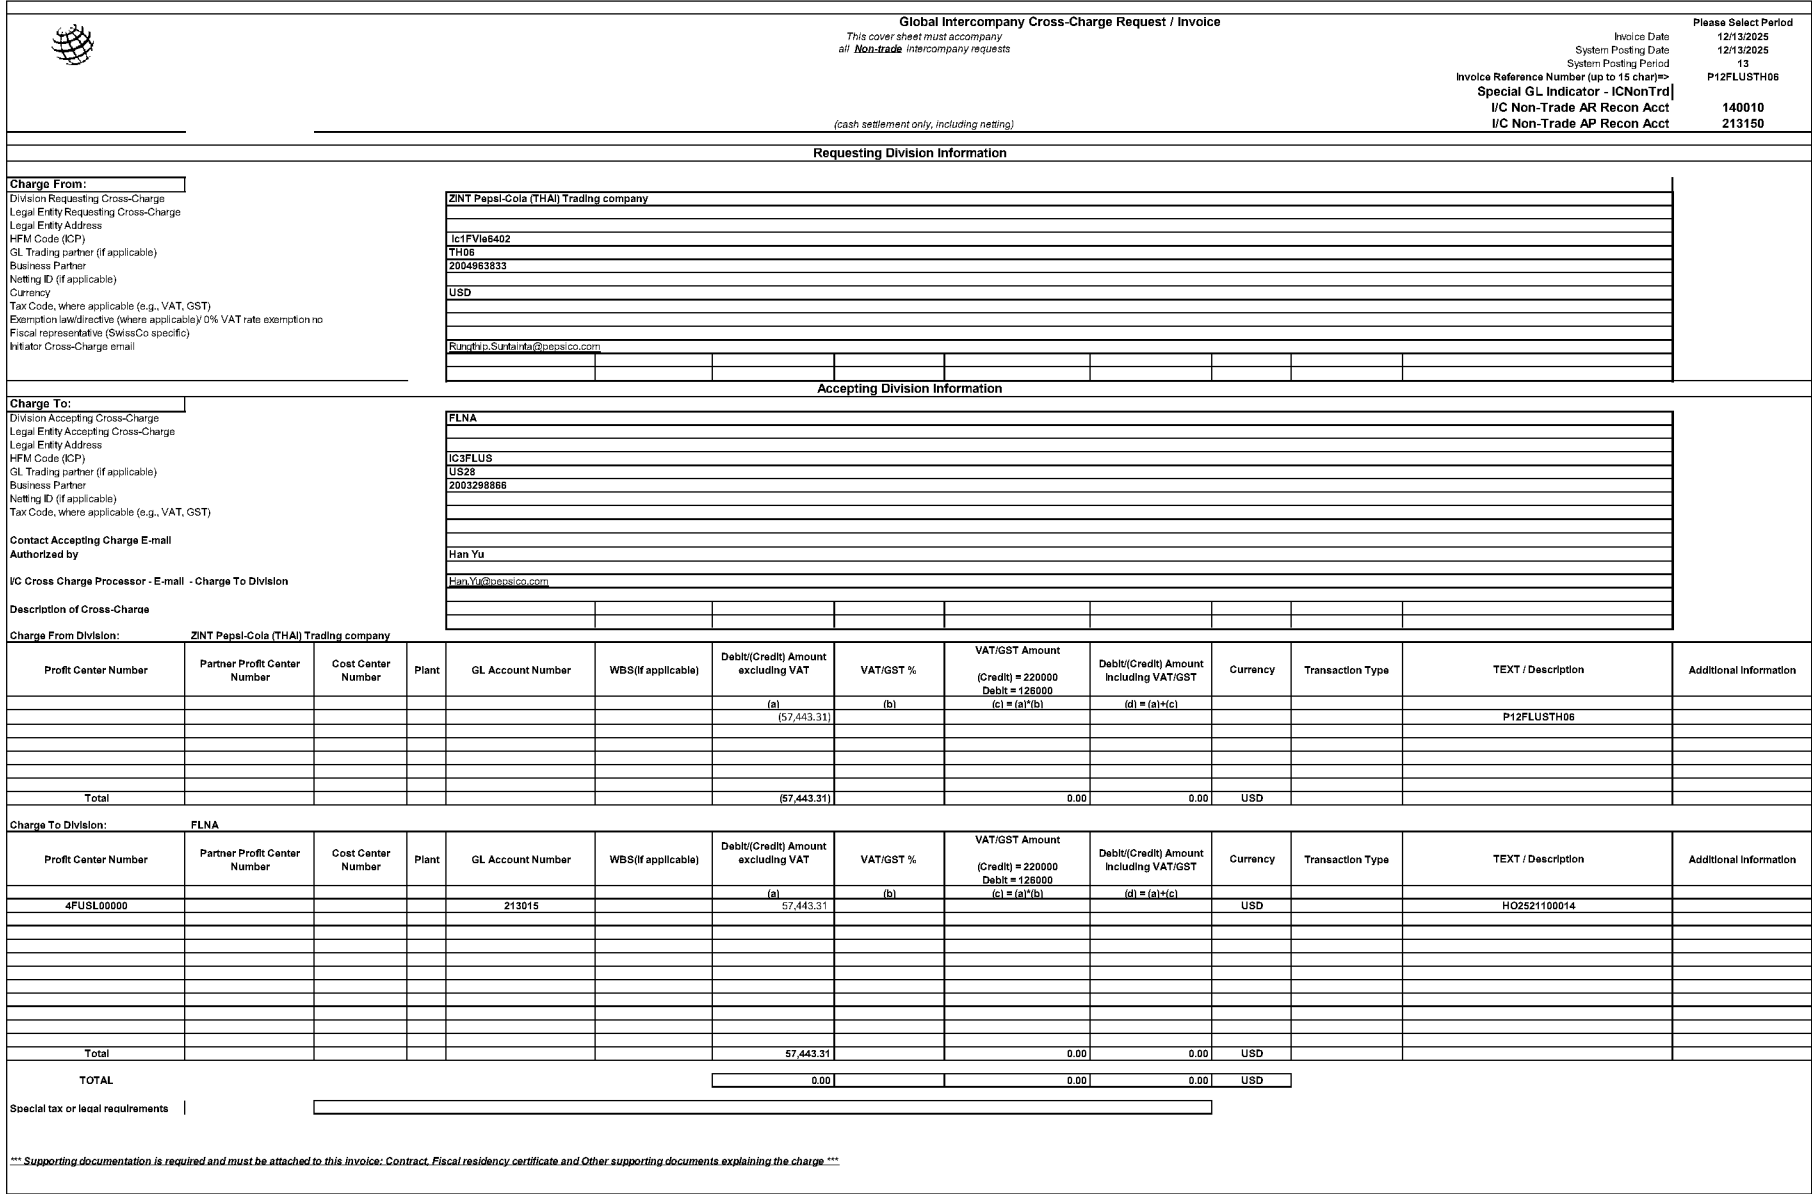 Global Intercompany Cross-Charge Request / Invoice
Please Select Period
This cover sheet must accompany
all Non-trade intercompany requests
Invoice Date 12/13/2025
System Posting Date 12/13/2025
System Posting Period 13
Invoice Reference Number (up to 15 char)=> P12FLUSTH06
Special GL Indicator - ICNonTrd
I/C Non-Trade AR Recon Acct 140010
(cash settlement only, including netting)
I/C Non-Trade AP Recon Acct 213150
Requesting Division Information
Charge From:
Division Requesting Cross-Charge ZINT Pepsi-Cola (THAI) Trading company
Legal Entity Requesting Cross-Charge
Legal Entity Address
HFM Code (ICP) Ic1FVle6402
GL Trading partner (if applicable) TH06
Business Partner 2004963833
Netting ID (if applicable)
Currency USD
Tax Code, where applicable (e.g., VAT, GST)
Exemption law/directive (where applicable)/ 0% VAT rate exemption no
Fiscal representative (SwissCo specific)
Initiator Cross-Charge email Rungthip.Suntainta@pepsico.com
Accepting Division Information
Charge To:
Division Accepting Cross-Charge FLNA
Legal Entity Accepting Cross-Charge
Legal Entity Address
HFM Code (ICP) IC3FLUS
GL Trading partner (if applicable) US28
Business Partner 2003298866
Netting ID (if applicable)
Tax Code, where applicable (e.g., VAT, GST)
Contact Accepting Charge E-mail
Authorized by Han Yu
I/C Cross Charge Processor - E-mail - Charge To Division Han.Yu@pepsico.com
Description of Cross-Charge
Charge From Division: ZINT Pepsi-Cola (THAI) Trading company
Profit Center Number Partner Profit Center Number Cost Center Number Plant GL Account Number WBS(if applicable) Debit/(Credit) Amount excluding VAT VAT/GST % VAT/GST Amount (Credit) = 220000 Debit = 126000 Debit/(Credit) Amount including VAT/GST Currency Transaction Type TEXT / Description Additional Information
(a) (b) (c) = (a)*(b) (d) = (a)+(c)
(57,443.31) P12FLUSTH06
Total (57,443.31) 0.00 0.00 USD
Charge To Division: FLNA
Profit Center Number Partner Profit Center Number Cost Center Number Plant GL Account Number WBS(if applicable) Debit/(Credit) Amount excluding VAT VAT/GST % VAT/GST Amount (Credit) = 220000 Debit = 126000 Debit/(Credit) Amount including VAT/GST Currency Transaction Type TEXT / Description Additional Information
(a) (b) (c) = (a)*(b) (d) = (a)+(c)
4FUSL00000 213015 57,443.31 USD HO2521100014
Total 57,443.31 0.00 0.00 USD
TOTAL 0.00 0.00 0.00 USD
Special tax or legal requirements
*** Supporting documentation is required and must be attached to this invoice: Contract, Fiscal residency certificate and Other supporting documents explaining the charge ***